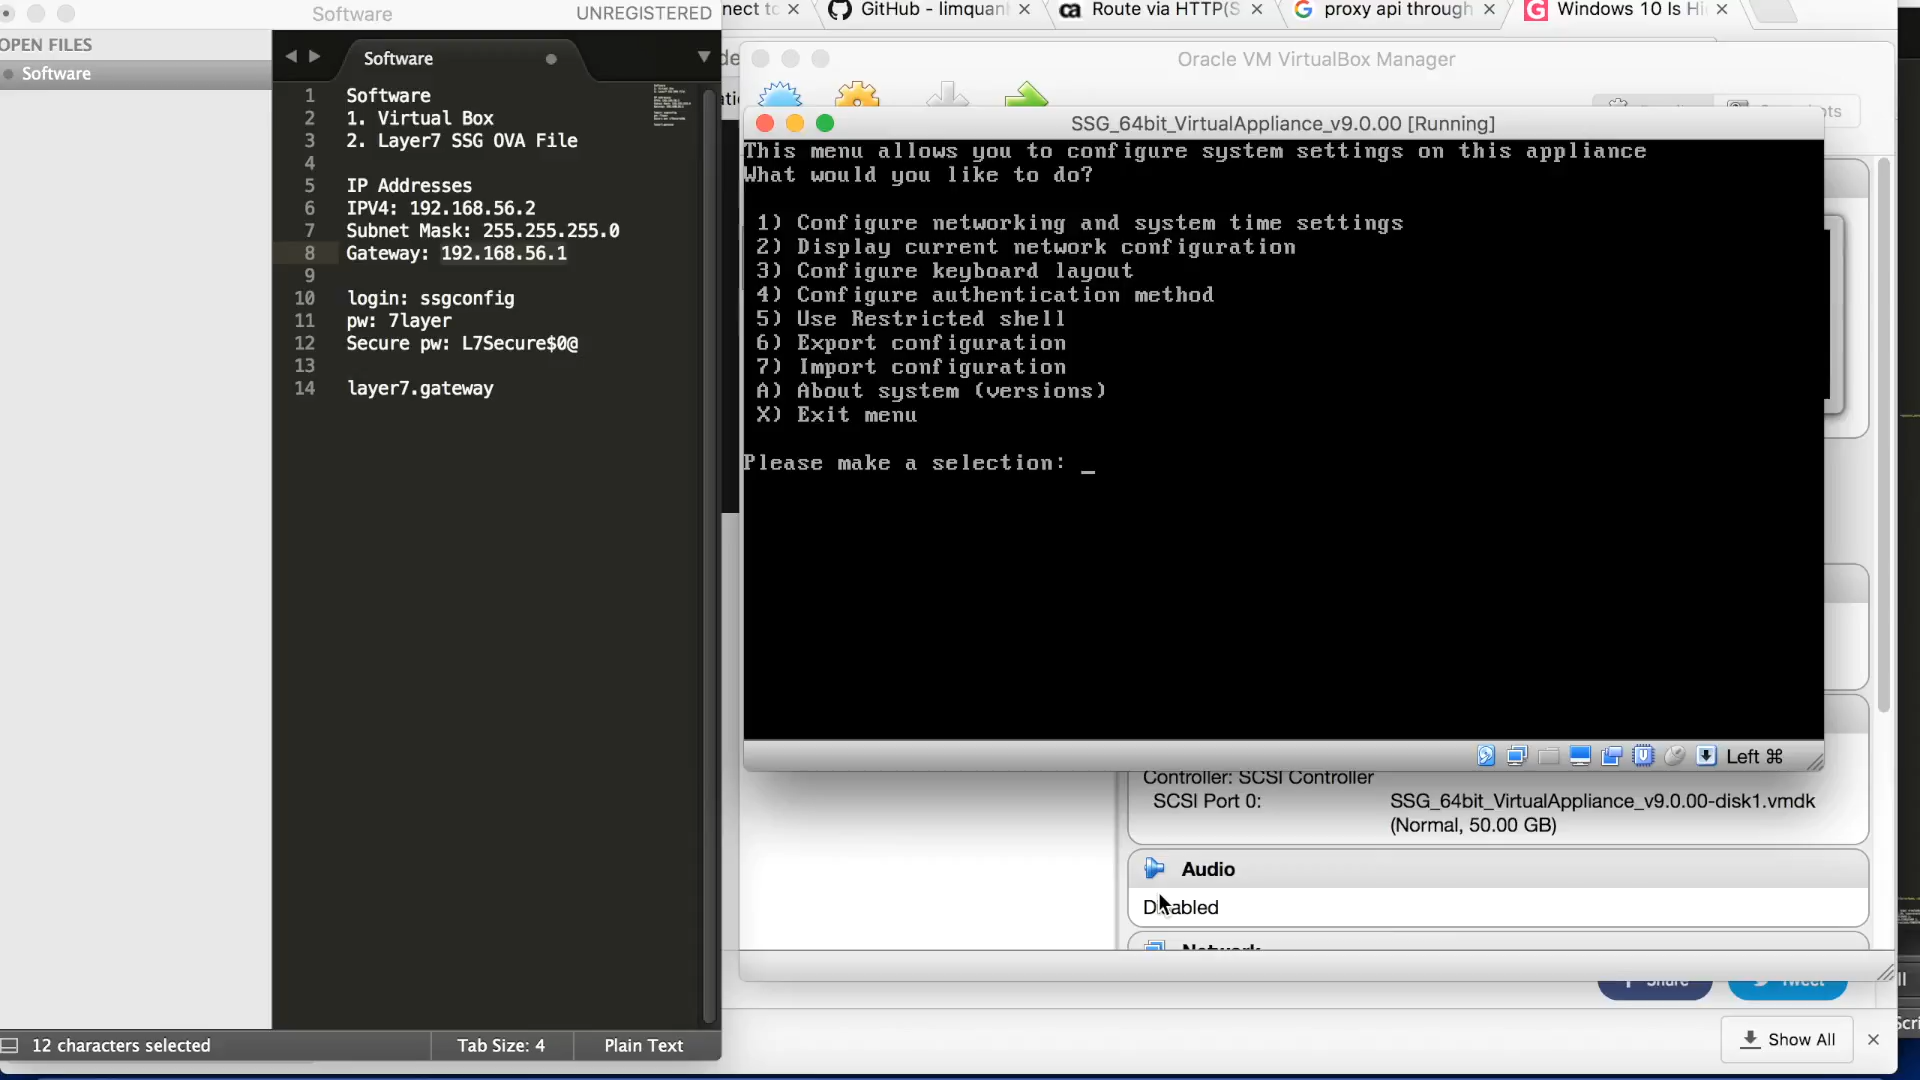 Software
UNREGISTERED
OPEN FILES
Software
Software
1 Software
2 1. Virtual Box
3 2. Layer7 SSG OVA File
4
5 IP Addresses
6 IPV4: 192.168.56.2
7 Subnet Mask: 255.255.255.0
8 Gateway: 192.168.56.1
9
10 login: ssgconfig
11 pw: 7layer
12 Secure pw: L7Secure$0@
13
14 layer7.gateway
12 characters selected
Tab Size: 4
Plain Text
GitHub - limquan
Route via HTTP(S
proxy api through
Windows 10 Is Hi
Oracle VM VirtualBox Manager
SSG_64bit_VirtualAppliance_v9.0.00 [Running]
This menu allows you to configure system settings on this appliance
What would you like to do?
1) Configure networking and system time settings
2) Display current network configuration
3) Configure keyboard layout
4) Configure authentication method
5) Use Restricted shell
6) Export configuration
7) Import configuration
A) About system (versions)
X) Exit menu
Please make a selection: _
Left ⌘
Controller: SCSI Controller
SCSI Port 0:
SSG_64bit_VirtualAppliance_v9.0.00-disk1.vmdk
(Normal, 50.00 GB)
Audio
Disabled
Network
Share
Tweet
Show All